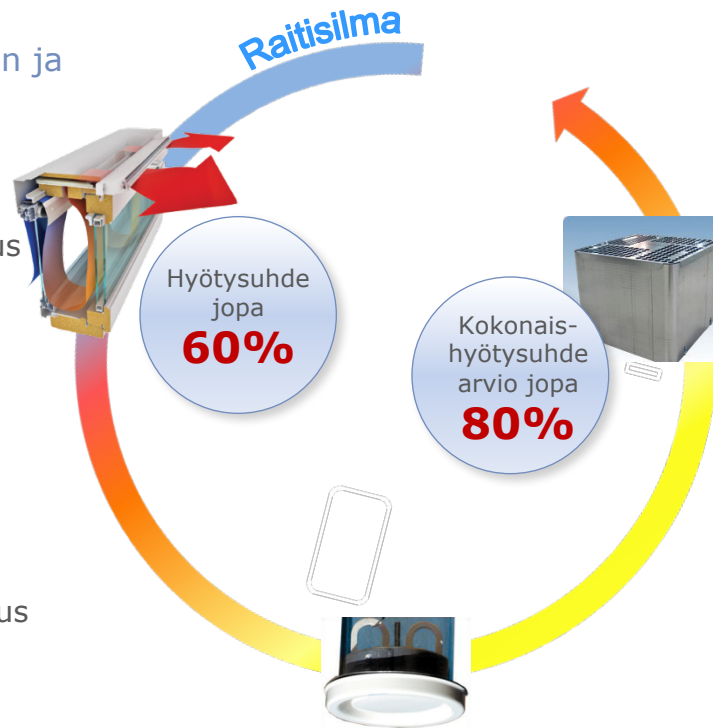 Raitisilma
n ja
us
Hyötysuhde
jopa
60%
Kokonais-
hyötysuhde
arvio jopa
80%
us